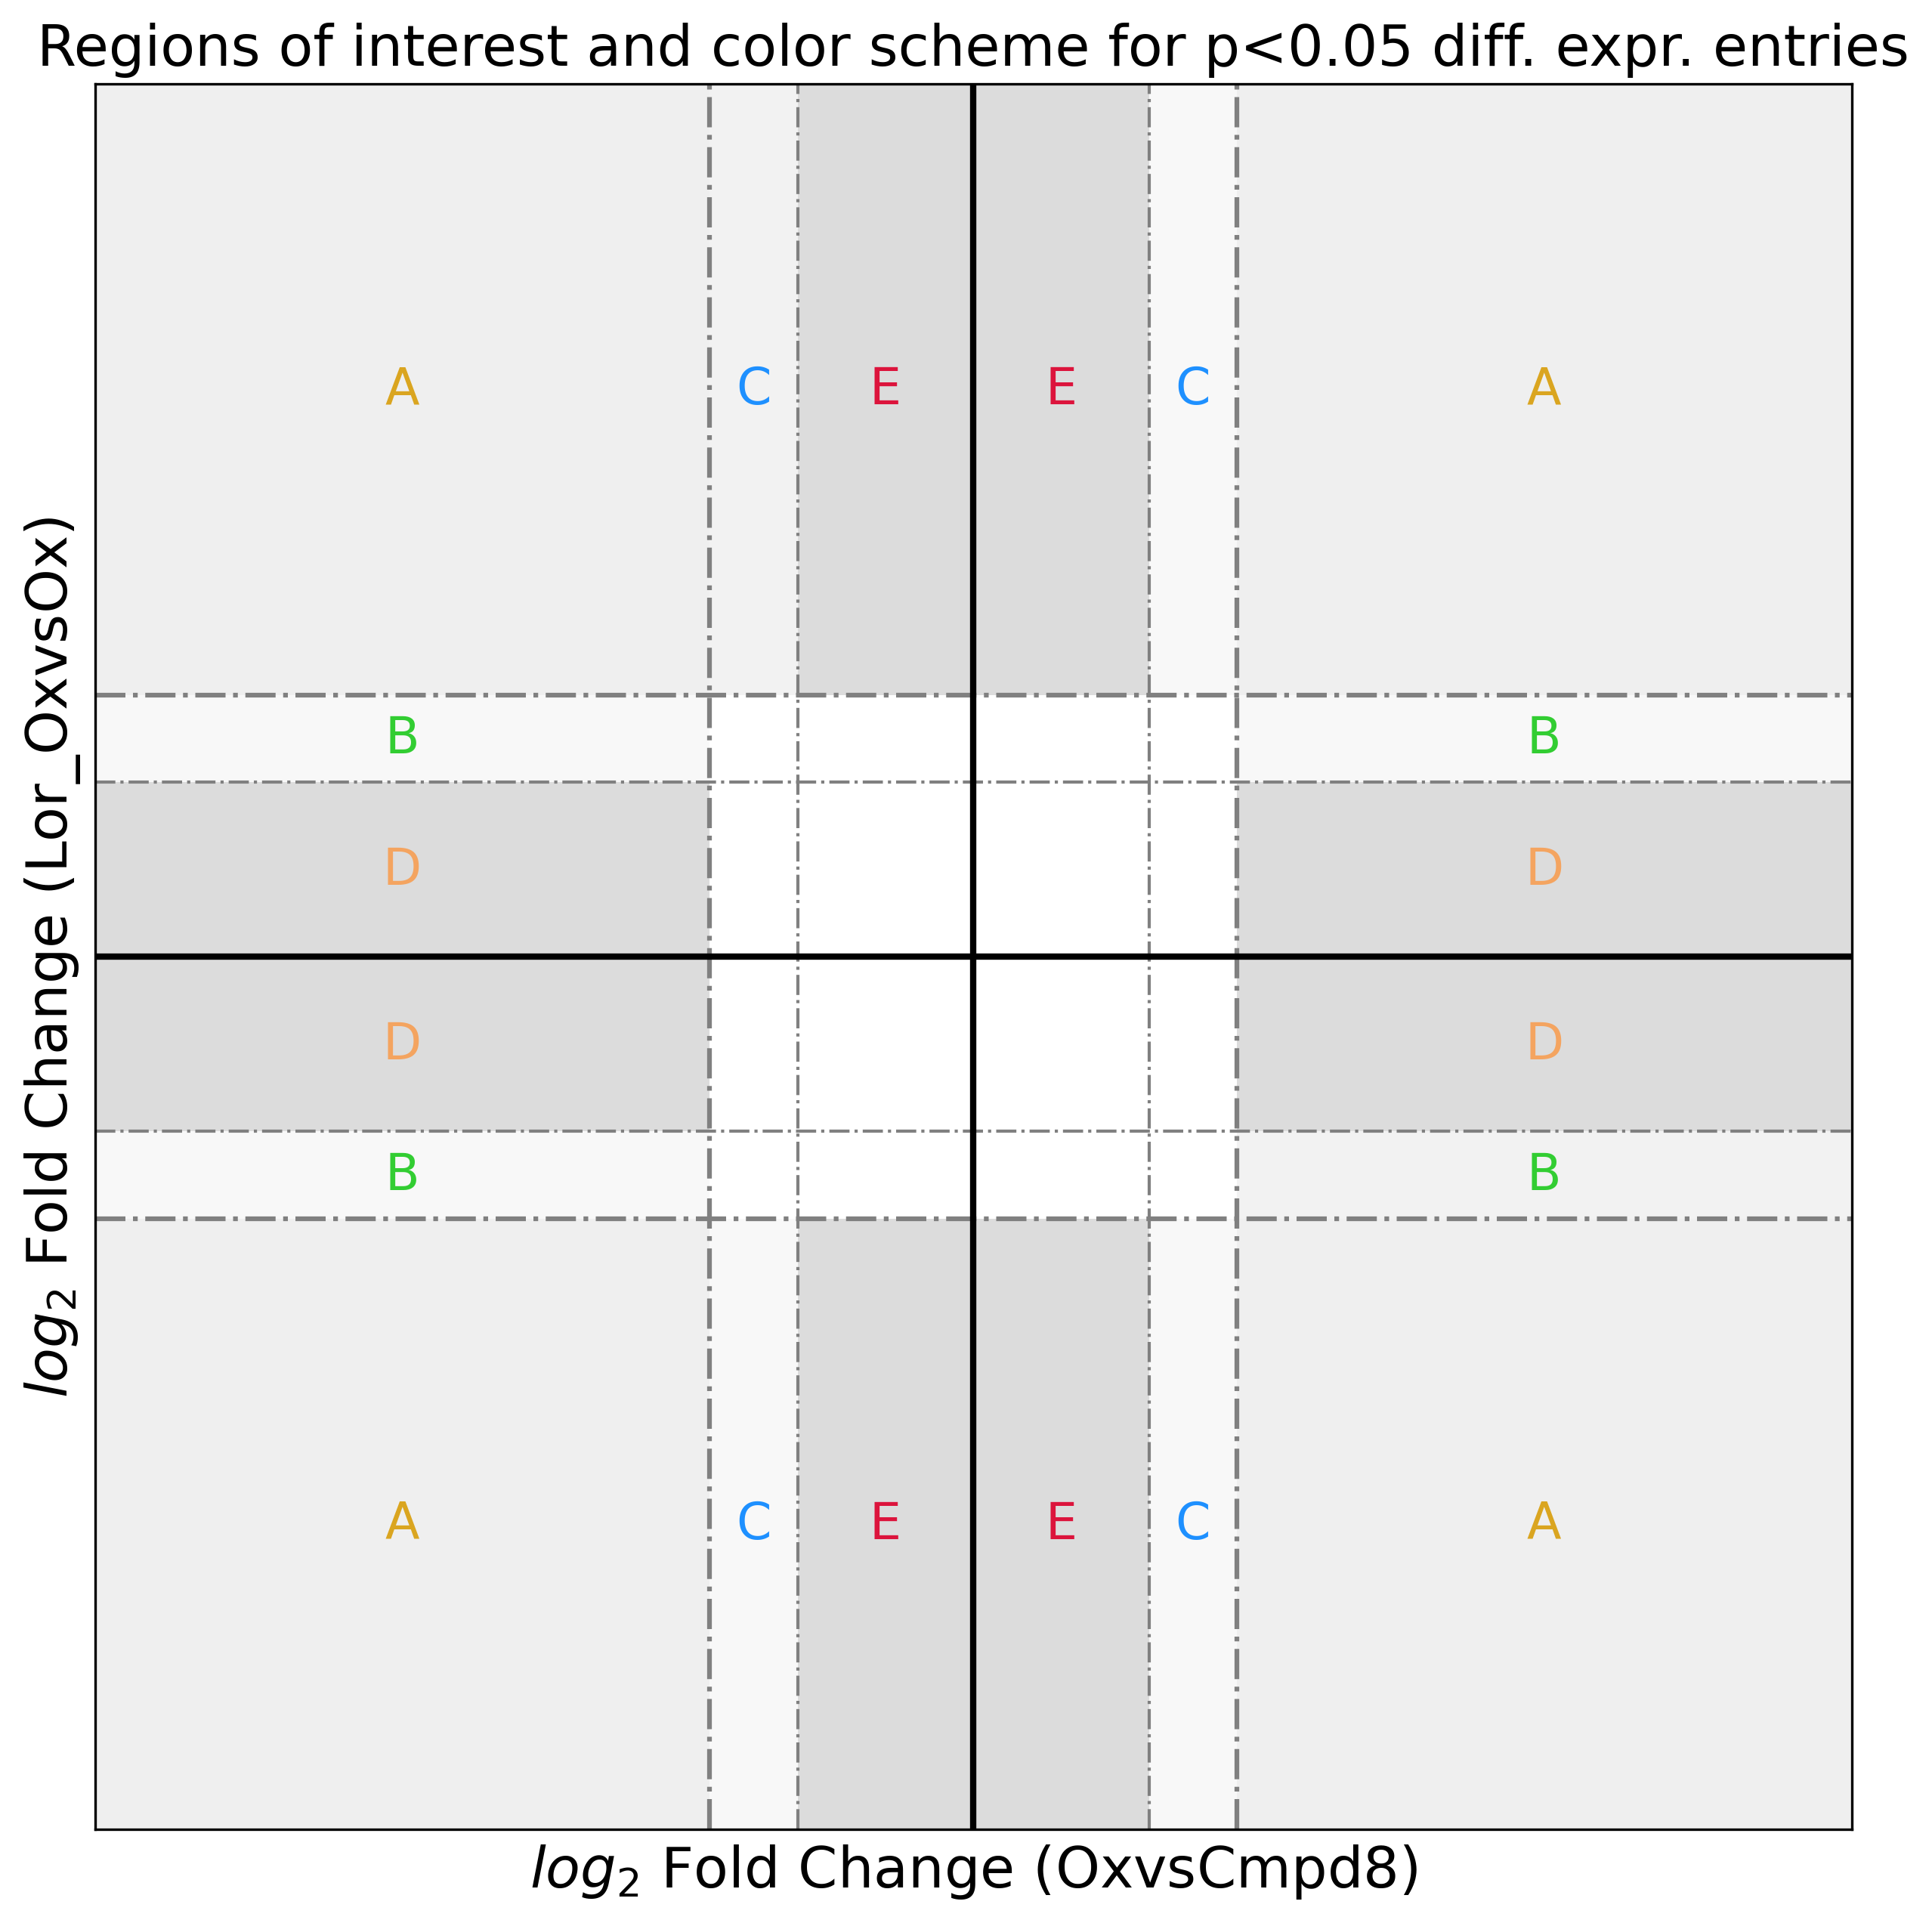 Regions of interest and color scheme for p<0.05 diff. expr. entries
log₂ Fold Change (Lor_OxvsOx)
A C E E C A
B B
D D
D D
B B
A C E E C A
log₂ Fold Change (OxvsCmpd8)